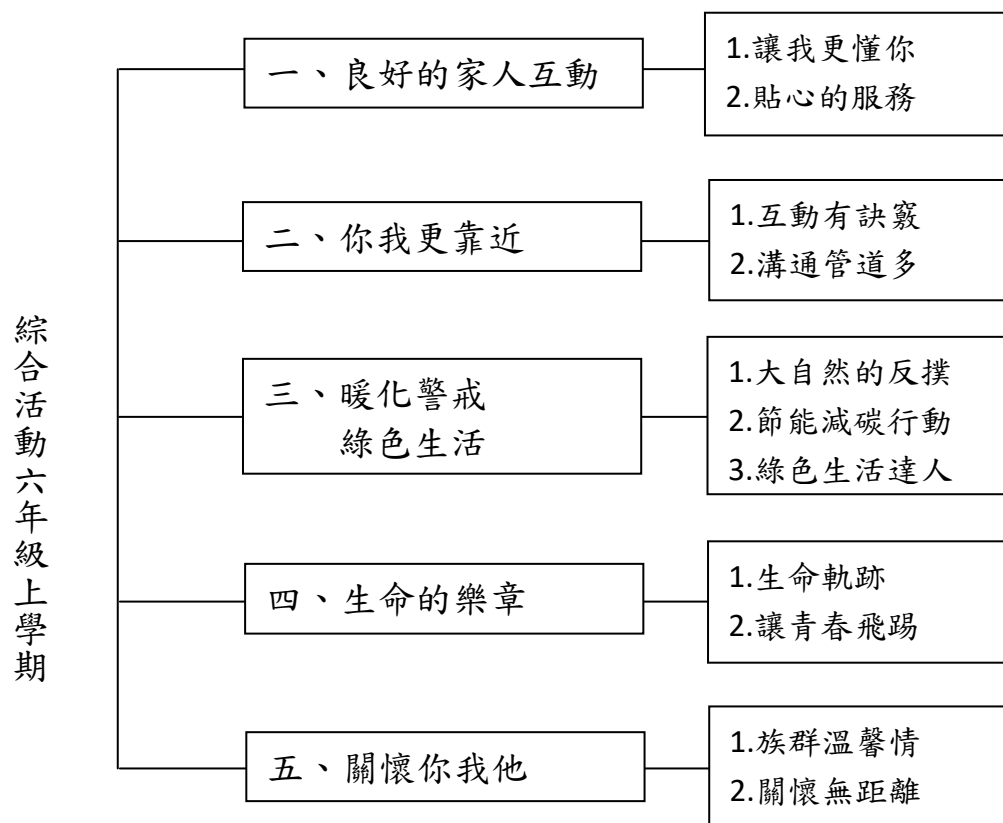 綜合活動六年級上學期
一、良好的家人互動
1.讓我更懂你
2.貼心的服務
二、你我更靠近
1.互動有訣竅
2.溝通管道多
三、暖化警戒
綠色生活
1.大自然的反撲
2.節能減碳行動
3.綠色生活達人
四、生命的樂章
1.生命軌跡
2.讓青春飛踢
五、關懷你我他
1.族群溫馨情
2.關懷無距離